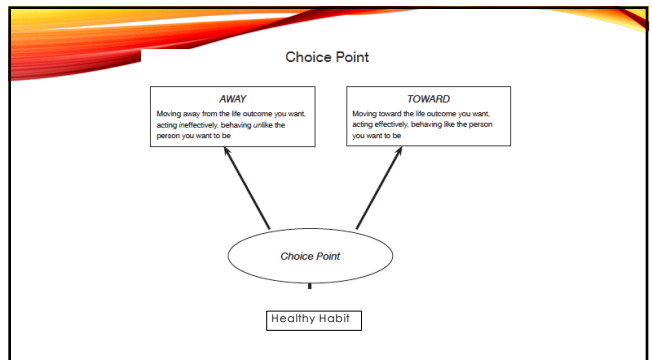 Choice Point
AWAY
Moving away from the life outcome you want,
acting ineffectively, behaving unlike the
person you want to be
TOWARD
Moving toward the life outcome you want,
acting effectively, behaving like the person
you want to be
Choice Point
Healthy Habit